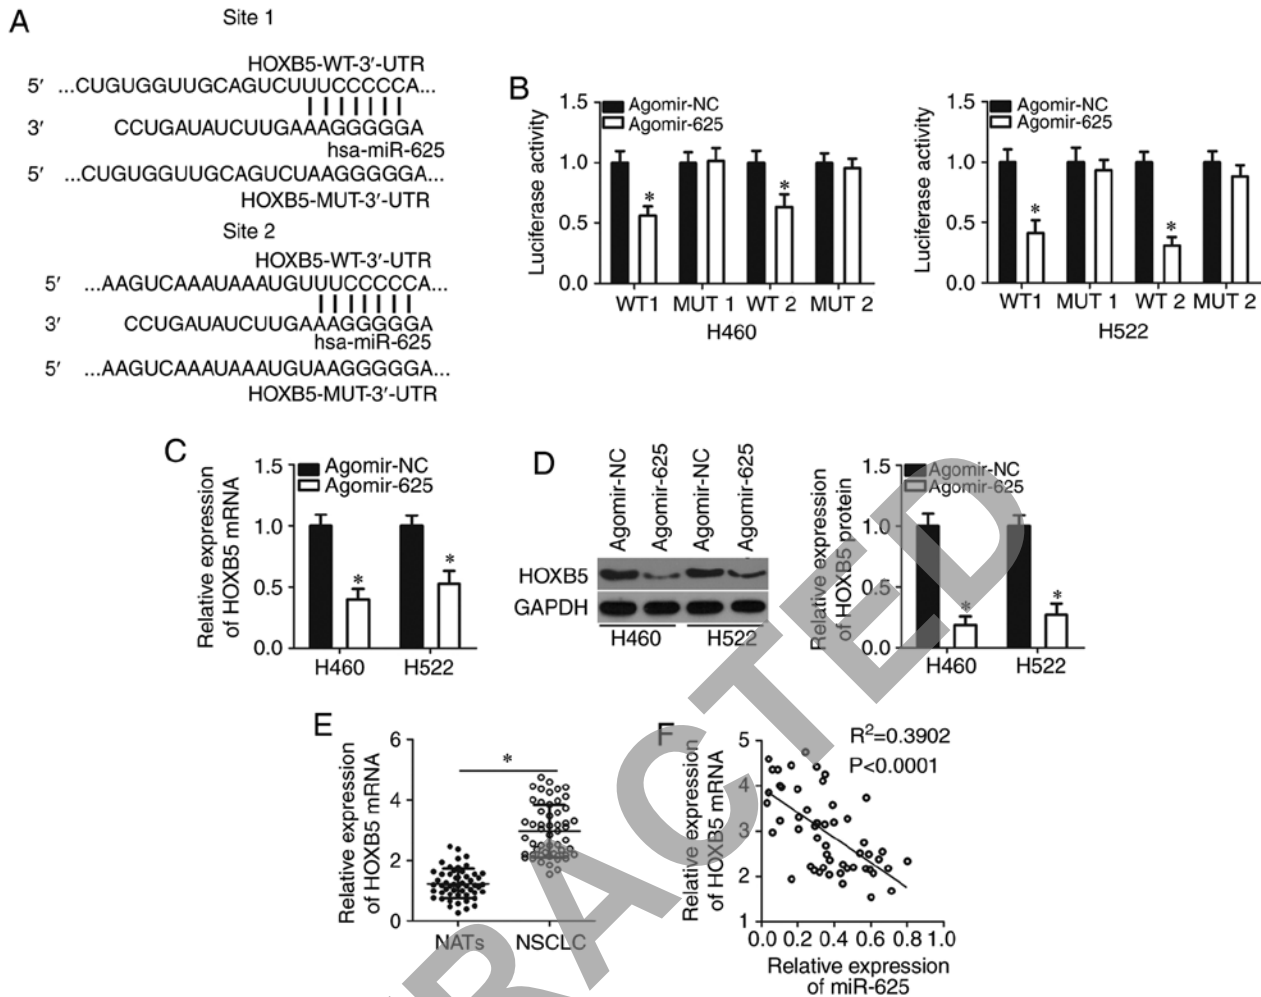 A
Site 1
HOXB5-WT-3′-UTR
5′ ...CUGUGGUUGCAGUCUUUCCCCCA...
3′ CCUGAUAUCUUGAAAGGGGGA
hsa-miR-625
5′ ...CUGUGGUUGCAGUCUAAGGGGGA...
HOXB5-MUT-3′-UTR
Site 2
HOXB5-WT-3′-UTR
5′ ...AAGUCAAAUAAAUGUUUCCCCCA...
3′ CCUGAUAUCUUGAAAGGGGGA
hsa-miR-625
5′ ...AAGUCAAAUAAAUGUAAGGGGGA...
HOXB5-MUT-3′-UTR
B
Luciferase activity
1.5
1.0
0.5
0.0
Agomir-NC
Agomir-625
*
*
WT1 MUT 1 WT 2 MUT 2
H460
Luciferase activity
1.5
1.0
0.5
0.0
Agomir-NC
Agomir-625
*
*
WT1 MUT 1 WT 2 MUT 2
H522
C
Relative expression
of HOXB5 mRNA
1.5
1.0
0.5
0.0
Agomir-NC
Agomir-625
*
*
H460 H522
D
Agomir-NC
Agomir-625
Agomir-NC
Agomir-625
HOXB5
GAPDH
H460 H522
Relative expression
of HOXB5 protein
1.5
1.0
0.5
0.0
Agomir-NC
Agomir-625
*
*
H460 H522
E
Relative expression
of HOXB5 mRNA
6
4
2
0
*
NATs NSCLC
F
Relative expression
of HOXB5 mRNA
5
4
3
2
1
R²=0.3902
P<0.0001
0.0 0.2 0.4 0.6 0.8 1.0
Relative expression
of miR-625
RACTED